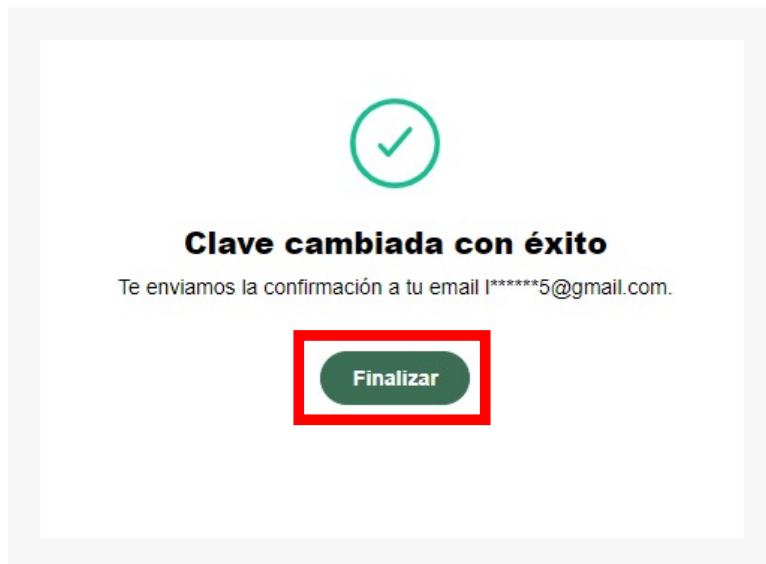 Clave cambiada con éxito
Te enviamos la confirmación a tu email l******5@gmail.com.
Finalizar